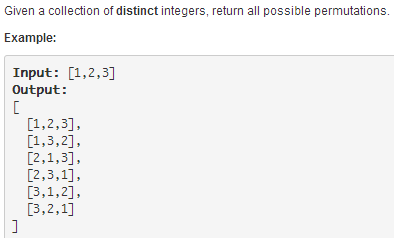 Given a collection of distinct integers, return all possible permutations.
Example:
Input: [1,2,3]
Output:
[
  [1,2,3],
  [1,3,2],
  [2,1,3],
  [2,3,1],
  [3,1,2],
  [3,2,1]
]